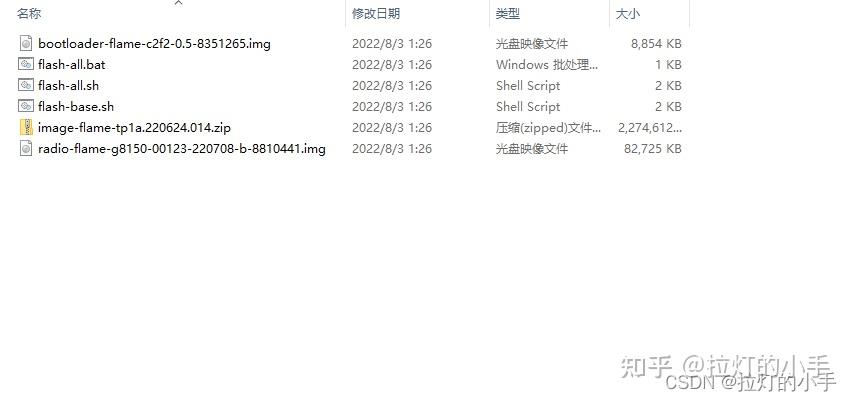 名称 修改日期 类型 大小
bootloader-flame-c2f2-0.5-8351265.img 2022/8/3 1:26 光盘映像文件 8,854 KB
flash-all.bat 2022/8/3 1:26 Windows 批处理... 1 KB
flash-all.sh 2022/8/3 1:26 Shell Script 2 KB
flash-base.sh 2022/8/3 1:26 Shell Script 2 KB
image-flame-tp1a.220624.014.zip 2022/8/3 1:26 压缩(zipped)文件... 2,274,612...
radio-flame-g8150-00123-220708-b-8810441.img 2022/8/3 1:26 光盘映像文件 82,725 KB
知乎 @拉灯的小手
CSDN @拉灯的小手